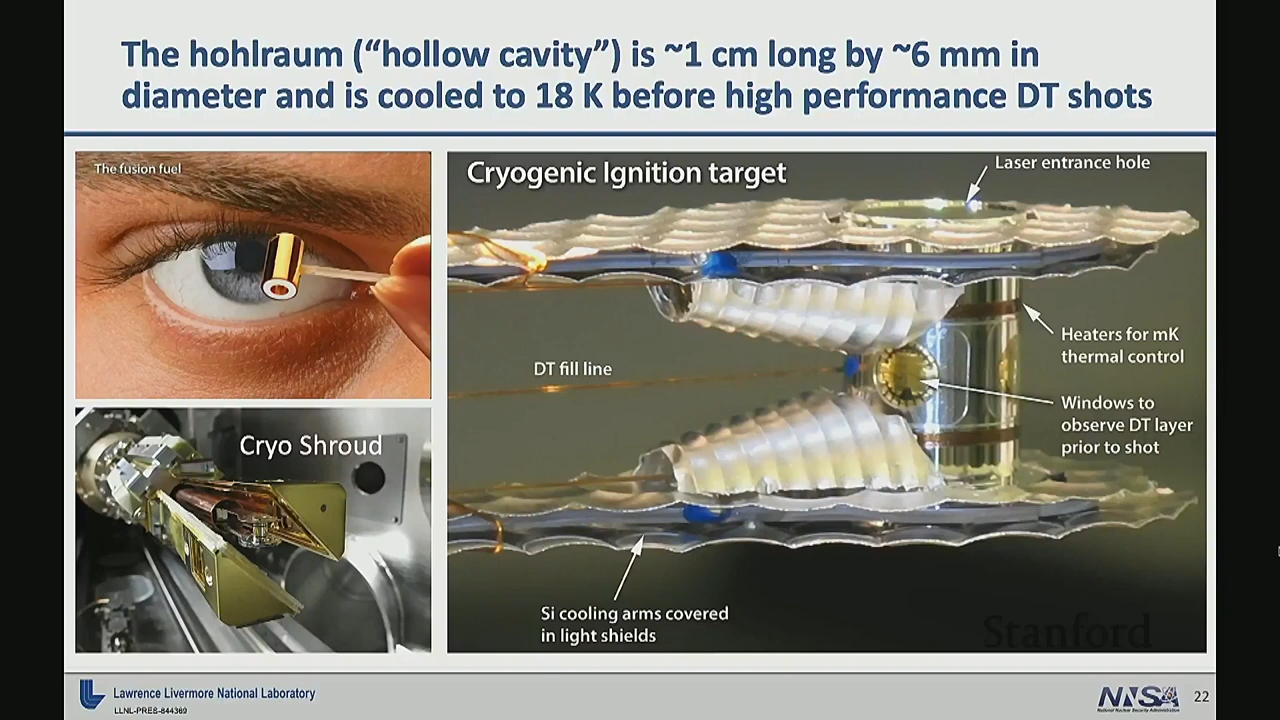 The hohlraum (“hollow cavity”) is ~1 cm long by ~6 mm in
diameter and is cooled to 18 K before high performance DT shots
The fusion fuel
Cryo Shroud
Cryogenic Ignition target
Laser entrance hole
Heaters for mK
thermal control
DT fill line
Windows to
observe DT layer
prior to shot
Si cooling arms covered
in light shields
Stanford
Lawrence Livermore National Laboratory
LLNL-PRES-844369
NNSA
National Nuclear Security Administration
22